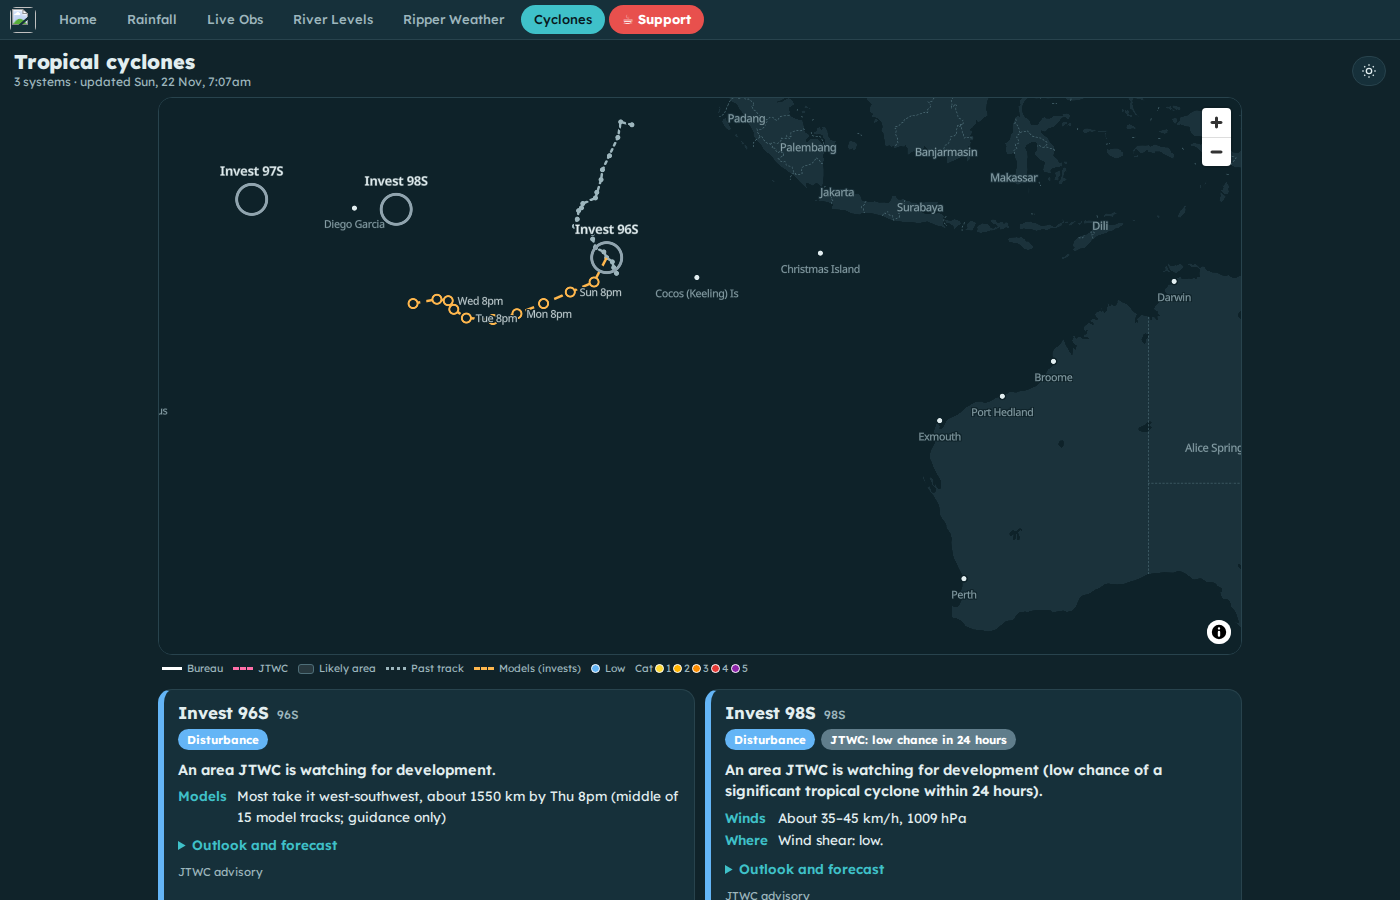 Home Rainfall Live Obs River Levels Ripper Weather Cyclones ☕ Support
Tropical cyclones
3 systems · updated Sun, 22 Nov, 7:07am
Padang
Palembang
Banjarmasin
Makassar
Jakarta
Surabaya
Dili
Invest 97S
Invest 98S
Diego Garcia
Invest 96S
Christmas Island
Cocos (Keeling) Is
Sun 8pm
Wed 8pm
Tue 8pm
Mon 8pm
Darwin
Broome
Port Hedland
Exmouth
us
Alice Spring
Perth
+
−
Bureau JTWC Likely area Past track Models (invests) Low Cat 1 2 3 4 5
Invest 96S 96S
Disturbance
An area JTWC is watching for development.
Models Most take it west-southwest, about 1550 km by Thu 8pm (middle of
15 model tracks; guidance only)
▶ Outlook and forecast
JTWC advisory
Invest 98S 98S
Disturbance JTWC: low chance in 24 hours
An area JTWC is watching for development (low chance of a
significant tropical cyclone within 24 hours).
Winds About 35–45 km/h, 1009 hPa
Where Wind shear: low.
▶ Outlook and forecast
JTWC advisory